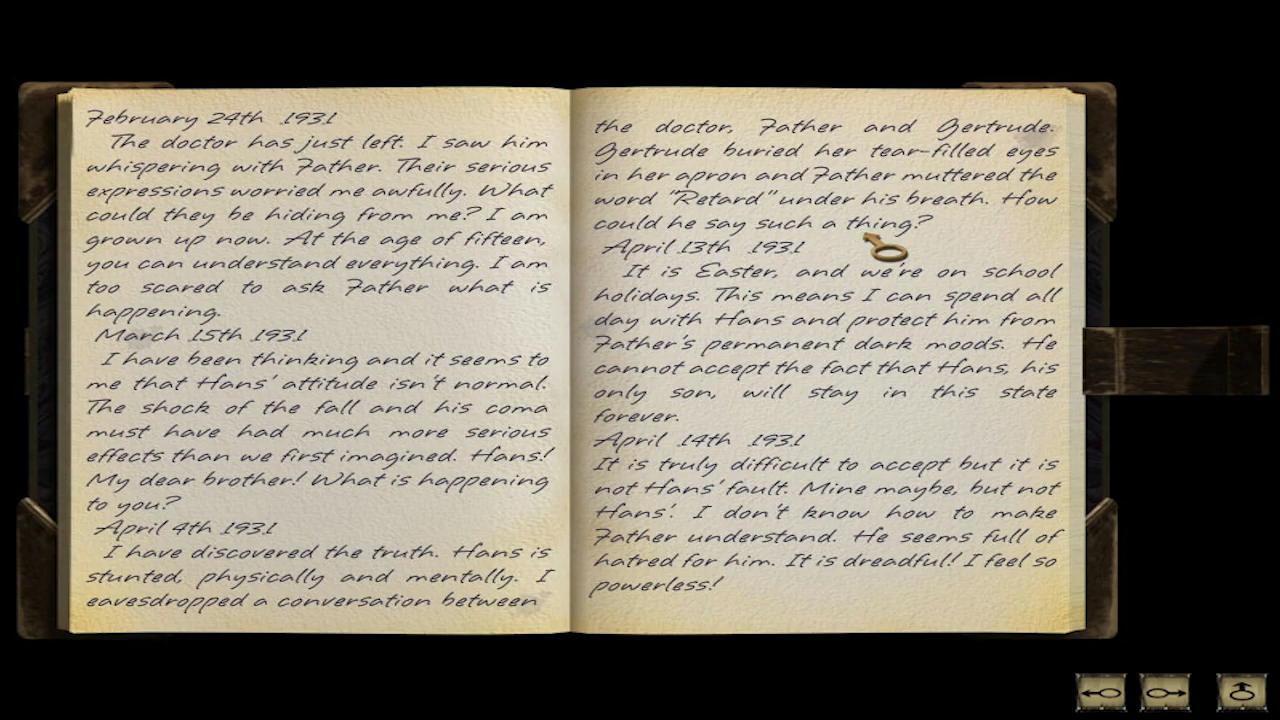 February 24th 1931
The doctor has just left. I saw him
whispering with Father. Their serious
expressions worried me awfully. What
could they be hiding from me? I am
grown up now. At the age of fifteen,
you can understand everything. I am
too scared to ask Father what is
happening.
March 15th 1931
I have been thinking and it seems to
me that Hans' attitude isn't normal.
The shock of the fall and his coma
must have had much more serious
effects than we first imagined. Hans!
My dear brother! What is happening
to you?
April 4th 1931
I have discovered the truth. Hans is
stunted, physically and mentally. I
eavesdropped a conversation between
the doctor, Father and Gertrude.
Gertrude buried her tear-filled eyes
in her apron and Father muttered the
word "Retard" under his breath. How
could he say such a thing?
April 13th 1931
It is Easter, and we're on school
holidays. This means I can spend all
day with Hans and protect him from
Father's permanent dark moods. He
cannot accept the fact that Hans, his
only son, will stay in this state
forever.
April 14th 1931
It is truly difficult to accept but it is
not Hans' fault. Mine maybe, but not
Hans'. I don't know how to make
Father understand. He seems full of
hatred for him. It is dreadful! I feel so
powerless!